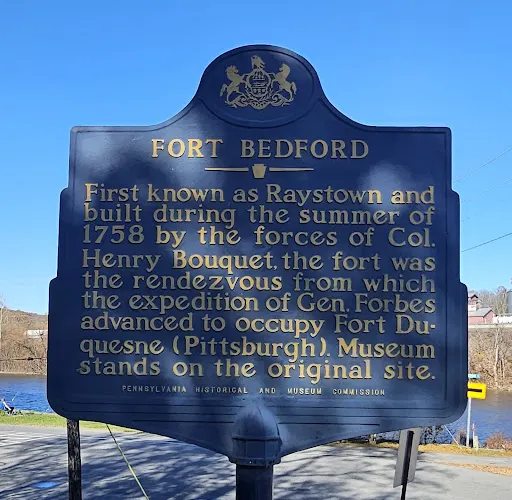 FORT BEDFORD
First known as Raystown and
built during the summer of
1758 by the forces of Col.
Henry Bouquet, the fort was
the rendezvous from which
the expedition of Gen. Forbes
advanced to occupy Fort Du-
quesne (Pittsburgh). Museum
stands on the original site.
PENNSYLVANIA HISTORICAL AND MUSEUM COMMISSION